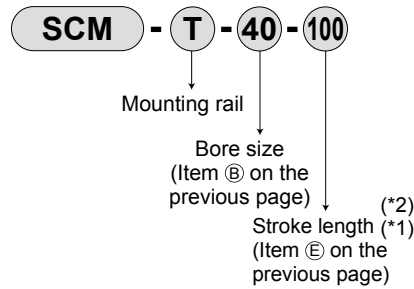 SCM - T - 40 - 100
Mounting rail
Bore size
(Item Ⓑ on the
previous page)
(*2)
Stroke length (*1)
(Item Ⓔ on the
previous page)